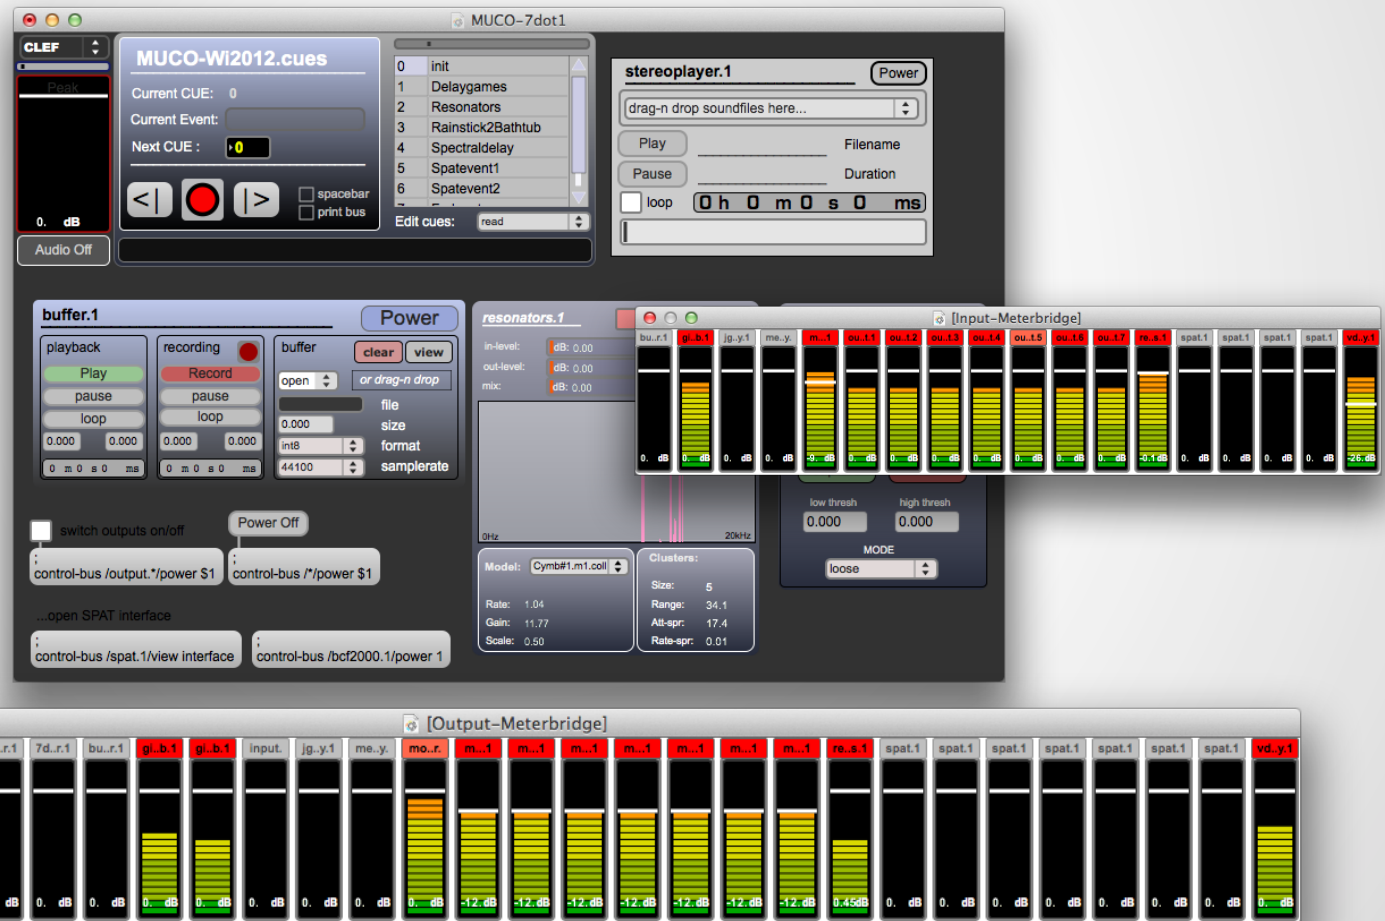 MUCO-7dot1
CLEF
Peak
0. dB
Audio Off
MUCO-Wi2012.cues
Current CUE: 0
Current Event:
Next CUE : 0
<| |>
spacebar
print bus
0 init
1 Delaygames
2 Resonators
3 Rainstick2Bathtub
4 Spectraldelay
5 Spatevent1
6 Spatevent2
Edit cues: read
stereoplayer.1 Power
drag-n drop soundfiles here...
Play Filename
Pause Duration
loop 0 h 0 m 0 s 0 ms
buffer.1 Power
playback
Play
pause
loop
0.000 0.000
0 m 0 s 0 ms
recording
Record
pause
loop
0.000 0.000
0 m 0 s 0 ms
buffer clear view
open or drag-n drop
file
0.000 size
int8 format
44100 samplerate
resonators.1
in-level: dB: 0.00
out-level: dB: 0.00
mix: dB: 0.00
0Hz 20kHz
Model: Cymb#1.m1.coll
Rate: 1.04
Gain: 11.77
Scale: 0.50
Clusters:
Size: 5
Range: 34.1
Att-spr: 17.4
Rate-spr: 0.01
low thresh high thresh
0.000 0.000
MODE
loose
switch outputs on/off
Power Off
;
control-bus /output.*/power $1
;
control-bus /*/power $1
...open SPAT interface
;
control-bus /spat.1/view interface
;
control-bus /bcf2000.1/power 1
[Input-Meterbridge]
bu..r.1 gi..b.1 jg..y.1 me..y. m...1 ou..t.1 ou..t.2 ou..t.3 ou..t.4 ou..t.5 ou..t.6 ou..t.7 re..s.1 spat.1 spat.1 spat.1 spat.1 vd..y.1
0. dB 0. dB 0. dB 0. dB -9. dB 0. dB 0. dB 0. dB 0. dB 0. dB 0. dB 0. dB -0.1dB 0. dB 0. dB 0. dB 0. dB -26. dB
[Output-Meterbridge]
..r.1 7d..r.1 bu..r.1 gi..b.1 gi..b.1 input. jg..y.1 me..y. mo..r. m...1 m...1 m...1 m...1 m...1 m...1 m...1 re..s.1 spat.1 spat.1 spat.1 spat.1 spat.1 spat.1 spat.1 vd..y.1
dB 0. dB 0. dB 0. dB 0. dB 0. dB 0. dB 0. dB 0. dB -12. dB -12. dB -12. dB -12. dB -12. dB -12. dB -12. dB 0.45dB 0. dB 0. dB 0. dB 0. dB 0. dB 0. dB 0. dB 0. dB